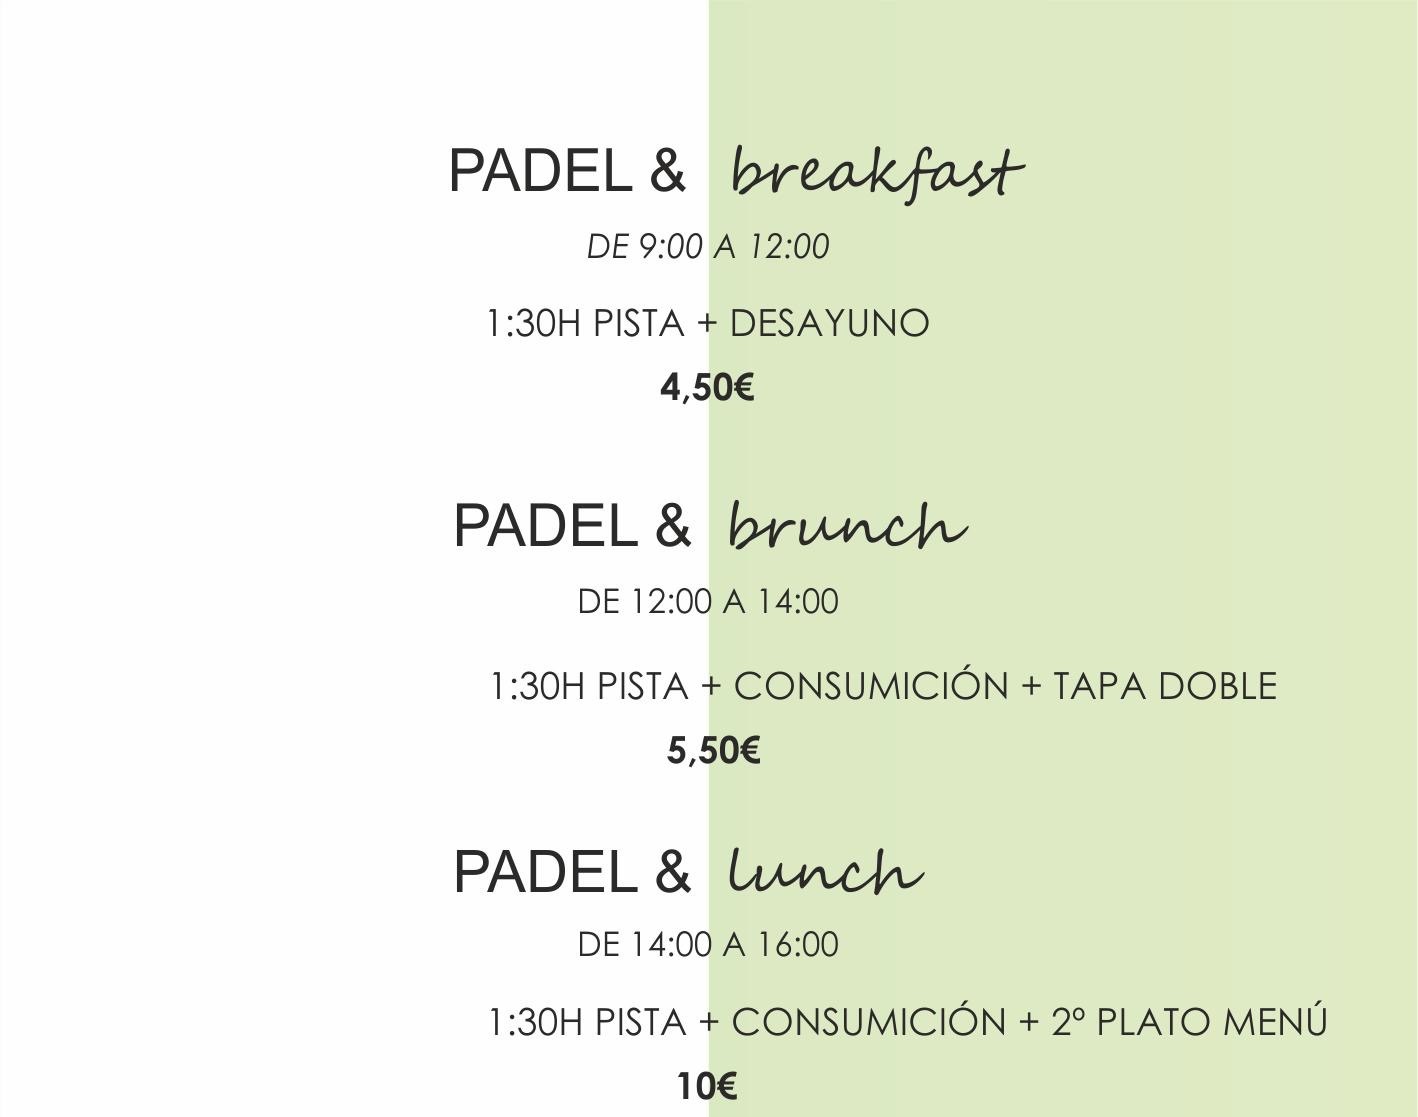 PADEL & breakfast
DE 9:00 A 12:00
1:30H PISTA + DESAYUNO
4,50€
PADEL & brunch
DE 12:00 A 14:00
1:30H PISTA + CONSUMICIÓN + TAPA DOBLE
5,50€
PADEL & lunch
DE 14:00 A 16:00
1:30H PISTA + CONSUMICIÓN + 2º PLATO MENÚ
10€